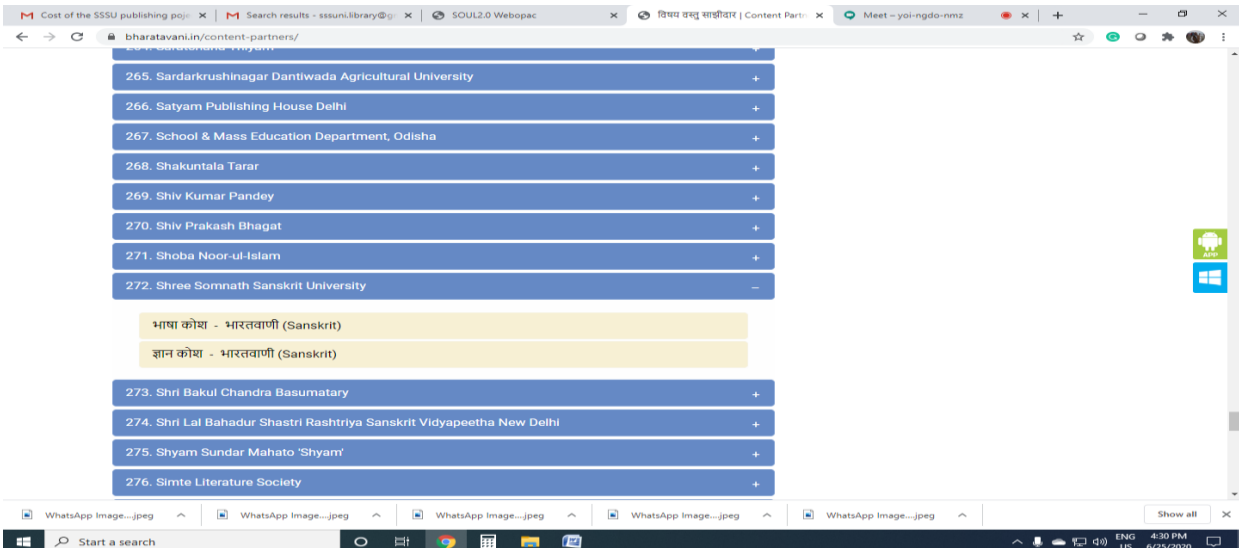 Cost of the SSSU publishing poje
Search results - sssuni.library@g
SOUL2.0 Webopac
विषय वस्तु साझीदार | Content Partn
Meet – yoi-ngdo-nmz
bharatavani.in/content-partners/
265. Sardarkrushinagar Dantiwada Agricultural University
266. Satyam Publishing House Delhi
267. School & Mass Education Department, Odisha
268. Shakuntala Tarar
269. Shiv Kumar Pandey
270. Shiv Prakash Bhagat
271. Shoba Noor-ul-Islam
APP
272. Shree Somnath Sanskrit University
भाषा कोश - भारतवाणी (Sanskrit)
ज्ञान कोश - भारतवाणी (Sanskrit)
273. Shri Bakul Chandra Basumatary
274. Shri Lal Bahadur Shastri Rashtriya Sanskrit Vidyapeetha New Delhi
275. Shyam Sundar Mahato 'Shyam'
276. Simte Literature Society
WhatsApp Image....jpeg
WhatsApp Image....jpeg
WhatsApp Image....jpeg
WhatsApp Image....jpeg
WhatsApp Image....jpeg
Show all
Start a search
ENG
US
4:30 PM
6/25/2020